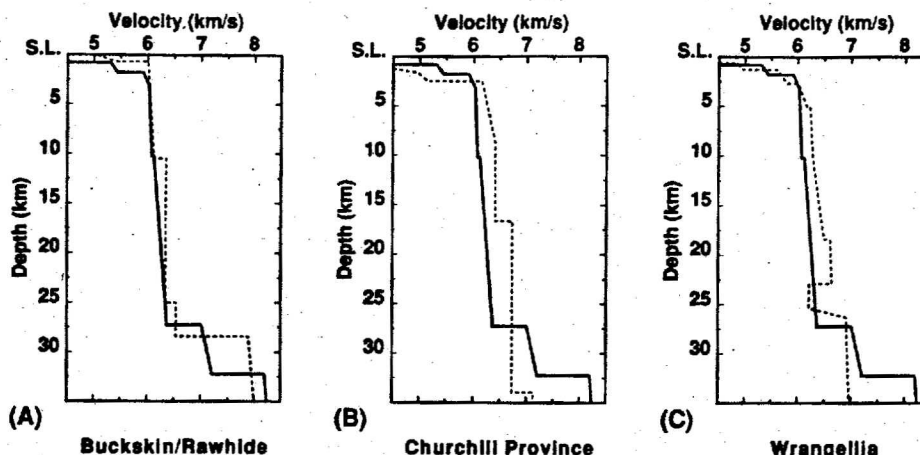 Velocity (km/s)
S.L. 5 6 7 8
5
10
15
20
25
30
Depth (km)
(A)
Buckskin/Rawhide
Velocity (km/s)
S.L. 5 6 7 8
5
10
15
20
25
30
Depth (km)
(B)
Churchill Province
Velocity (km/s)
S.L. 5 6 7 8
5
10
15
20
25
30
Depth (km)
(C)
Wrangellia